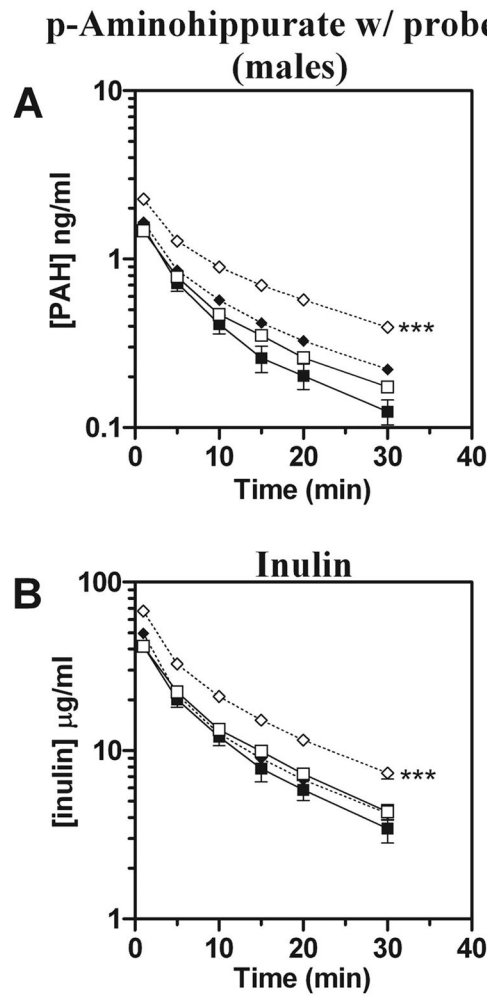 p-Aminohippurate w/ probe
(males)
A
10
1
0.1
[PAH] ng/ml
***
0 10 20 30 40
Time (min)
Inulin
B
100
10
1
[inulin] μg/ml
***
0 10 20 30 40
Time (min)